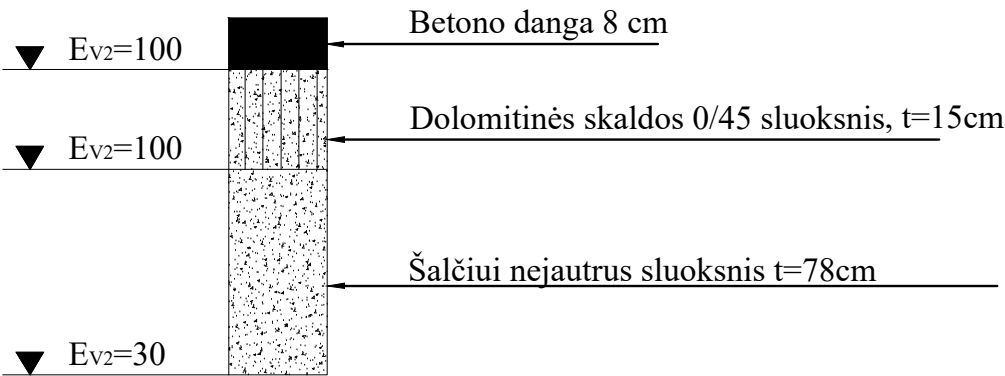 Betono danga 8 cm
EV2=100
Dolomitinės skaldos 0/45 sluoksnis, t=15cm
EV2=100
Šalčiui nejautrus sluoksnis t=78cm
EV2=30